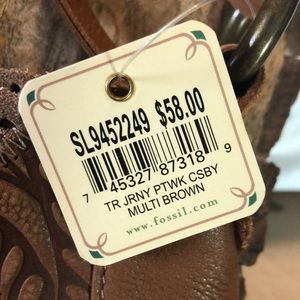 SL9452249 $58.00
7 45327 87318 9
TR JRNY PTWK CSBY
MULTI BROWN
www.fossil.com